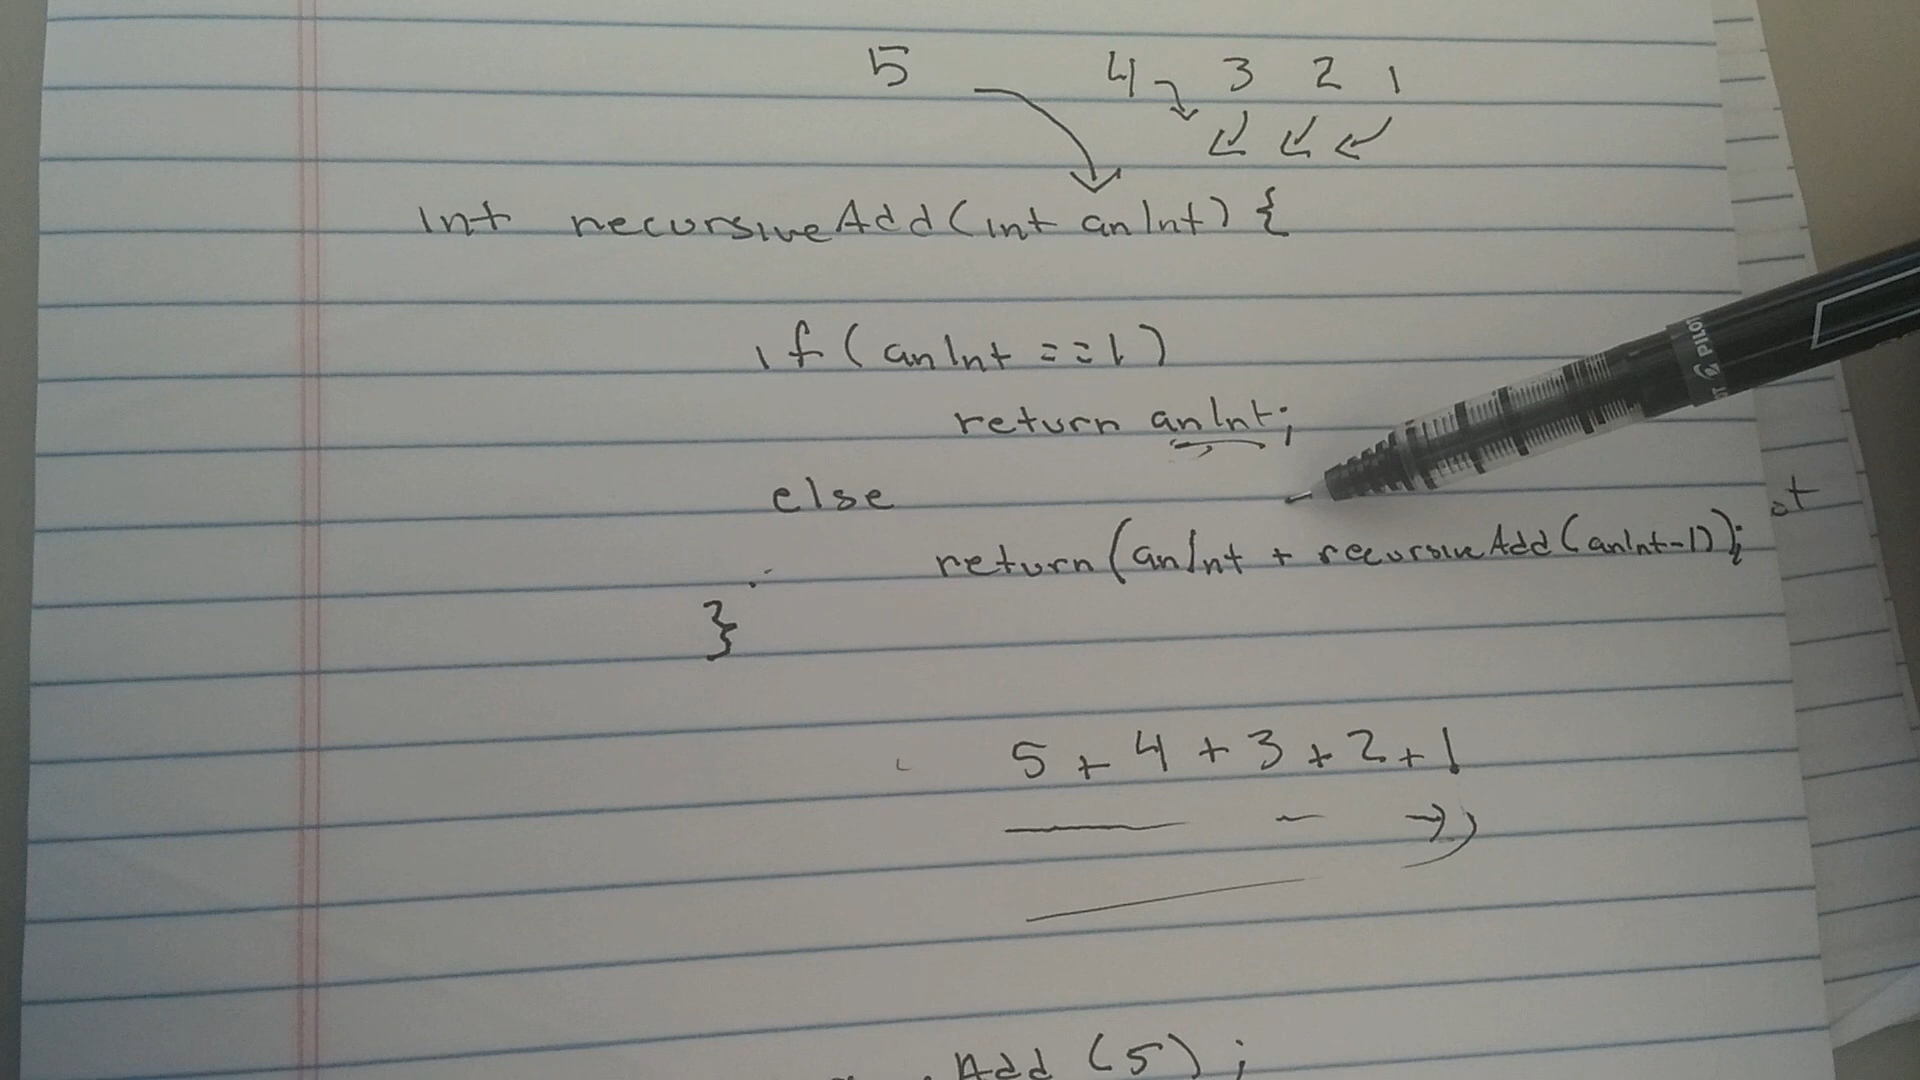 5 4 3 2 1
int recursiveAdd(int anInt) {
if (anInt == 1)
return anInt;
else
return (anInt + recursiveAdd(anInt-1));
}
5 + 4 + 3 + 2 + 1
Add (5) ;
PILOT